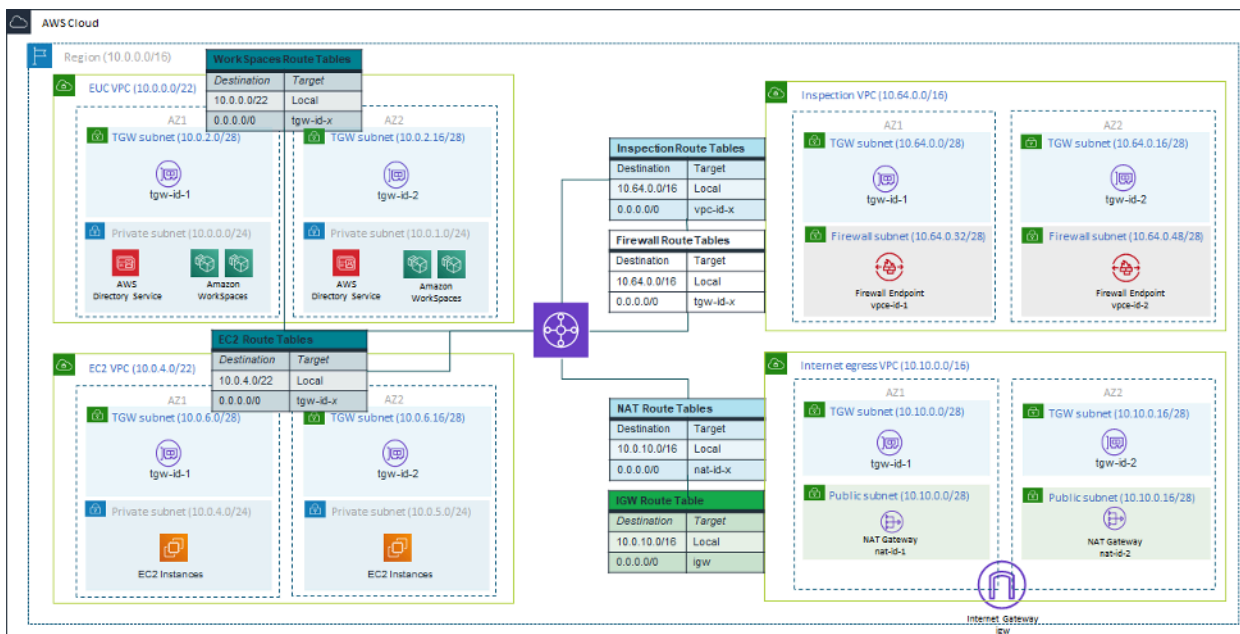 AWS Cloud
Region (10.0.0.0/16)
WorkSpaces Route Tables
Destination Target
10.0.0.0/22 Local
0.0.0.0/0 tgw-id-x
EUC VPC (10.0.0.0/22)
AZ1
TGW subnet (10.0.2.0/28)
tgw-id-1
Private subnet (10.0.0.0/24)
AWS
Directory Service
Amazon
WorkSpaces
AZ2
TGW subnet (10.0.2.16/28)
tgw-id-2
Private subnet (10.0.1.0/24)
AWS
Directory Service
Amazon
WorkSpaces
EC2 Route Tables
Destination Target
10.0.4.0/22 Local
0.0.0.0/0 tgw-id-x
EC2 VPC (10.0.4.0/22)
AZ1
TGW subnet (10.0.6.0/28)
tgw-id-1
Private subnet (10.0.4.0/24)
EC2 Instances
AZ2
TGW subnet (10.0.6.16/28)
tgw-id-2
Private subnet (10.0.5.0/24)
EC2 Instances
Inspection Route Tables
Destination Target
10.64.0.0/16 Local
0.0.0.0/0 vpc-id-x
Firewall Route Tables
Destination Target
10.64.0.0/16 Local
0.0.0.0/0 tgw-id-x
NAT Route Tables
Destination Target
10.0.10.0/16 Local
0.0.0.0/0 nat-id-x
IGW Route Table
Destination Target
10.0.10.0/16 Local
0.0.0.0/0 igw
Inspection VPC (10.64.0.0/16)
AZ1
TGW subnet (10.64.0.0/28)
tgw-id-1
Firewall subnet (10.64.0.32/28)
Firewall Endpoint
vpce-id-1
AZ2
TGW subnet (10.64.0.16/28)
tgw-id-2
Firewall subnet (10.64.0.48/28)
Firewall Endpoint
vpce-id-2
Internet egress VPC (10.10.0.0/16)
AZ1
TGW subnet (10.10.0.0/28)
tgw-id-1
Public subnet (10.10.0.0/28)
NAT Gateway
nat-id-1
AZ2
TGW subnet (10.10.0.16/28)
tgw-id-2
Public subnet (10.10.0.16/28)
NAT Gateway
nat-id-2
Internet Gateway
igw